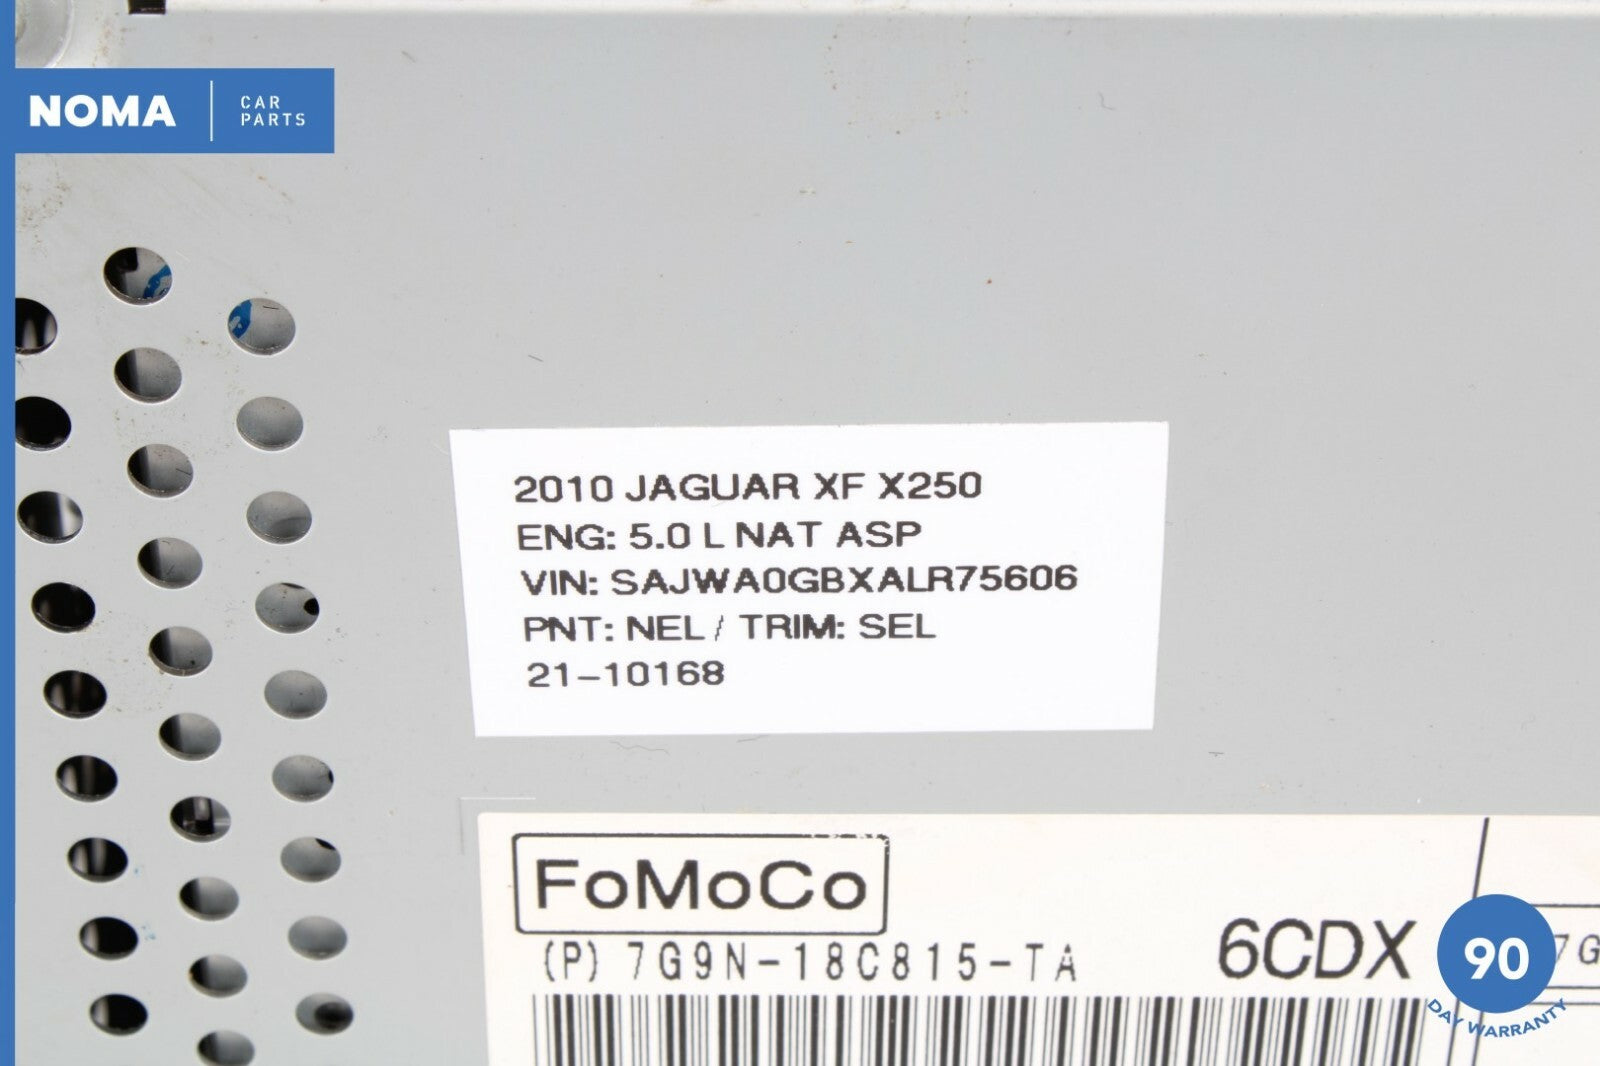 NOMA
CAR
PARTS
2010 JAGUAR XF X250
ENG: 5.0 L NAT ASP
VIN: SAJWA0GBXALR75606
PNT: NEL / TRIM: SEL
21-10168
FoMoCo
(P) 7G9N-18C815-TA
6CDX
90
DAY WARRANTY